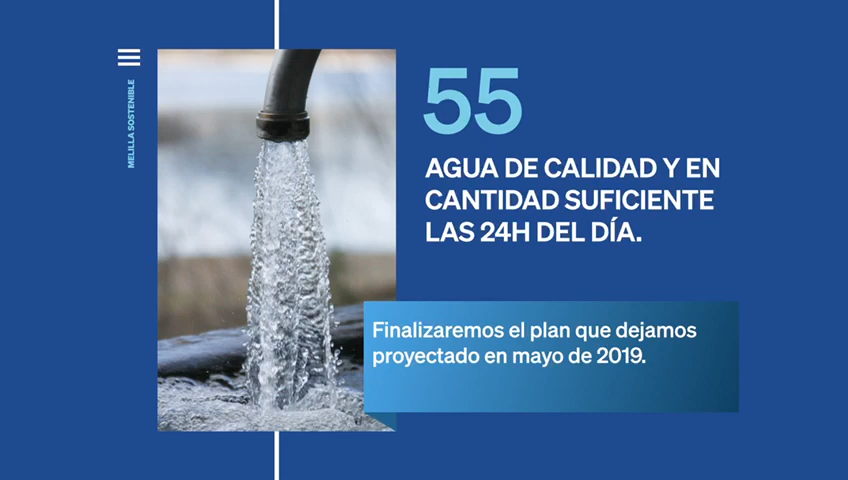 MELILLA SOSTENIBLE
55
AGUA DE CALIDAD Y EN
CANTIDAD SUFICIENTE
LAS 24H DEL DÍA.
Finalizaremos el plan que dejamos
proyectado en mayo de 2019.